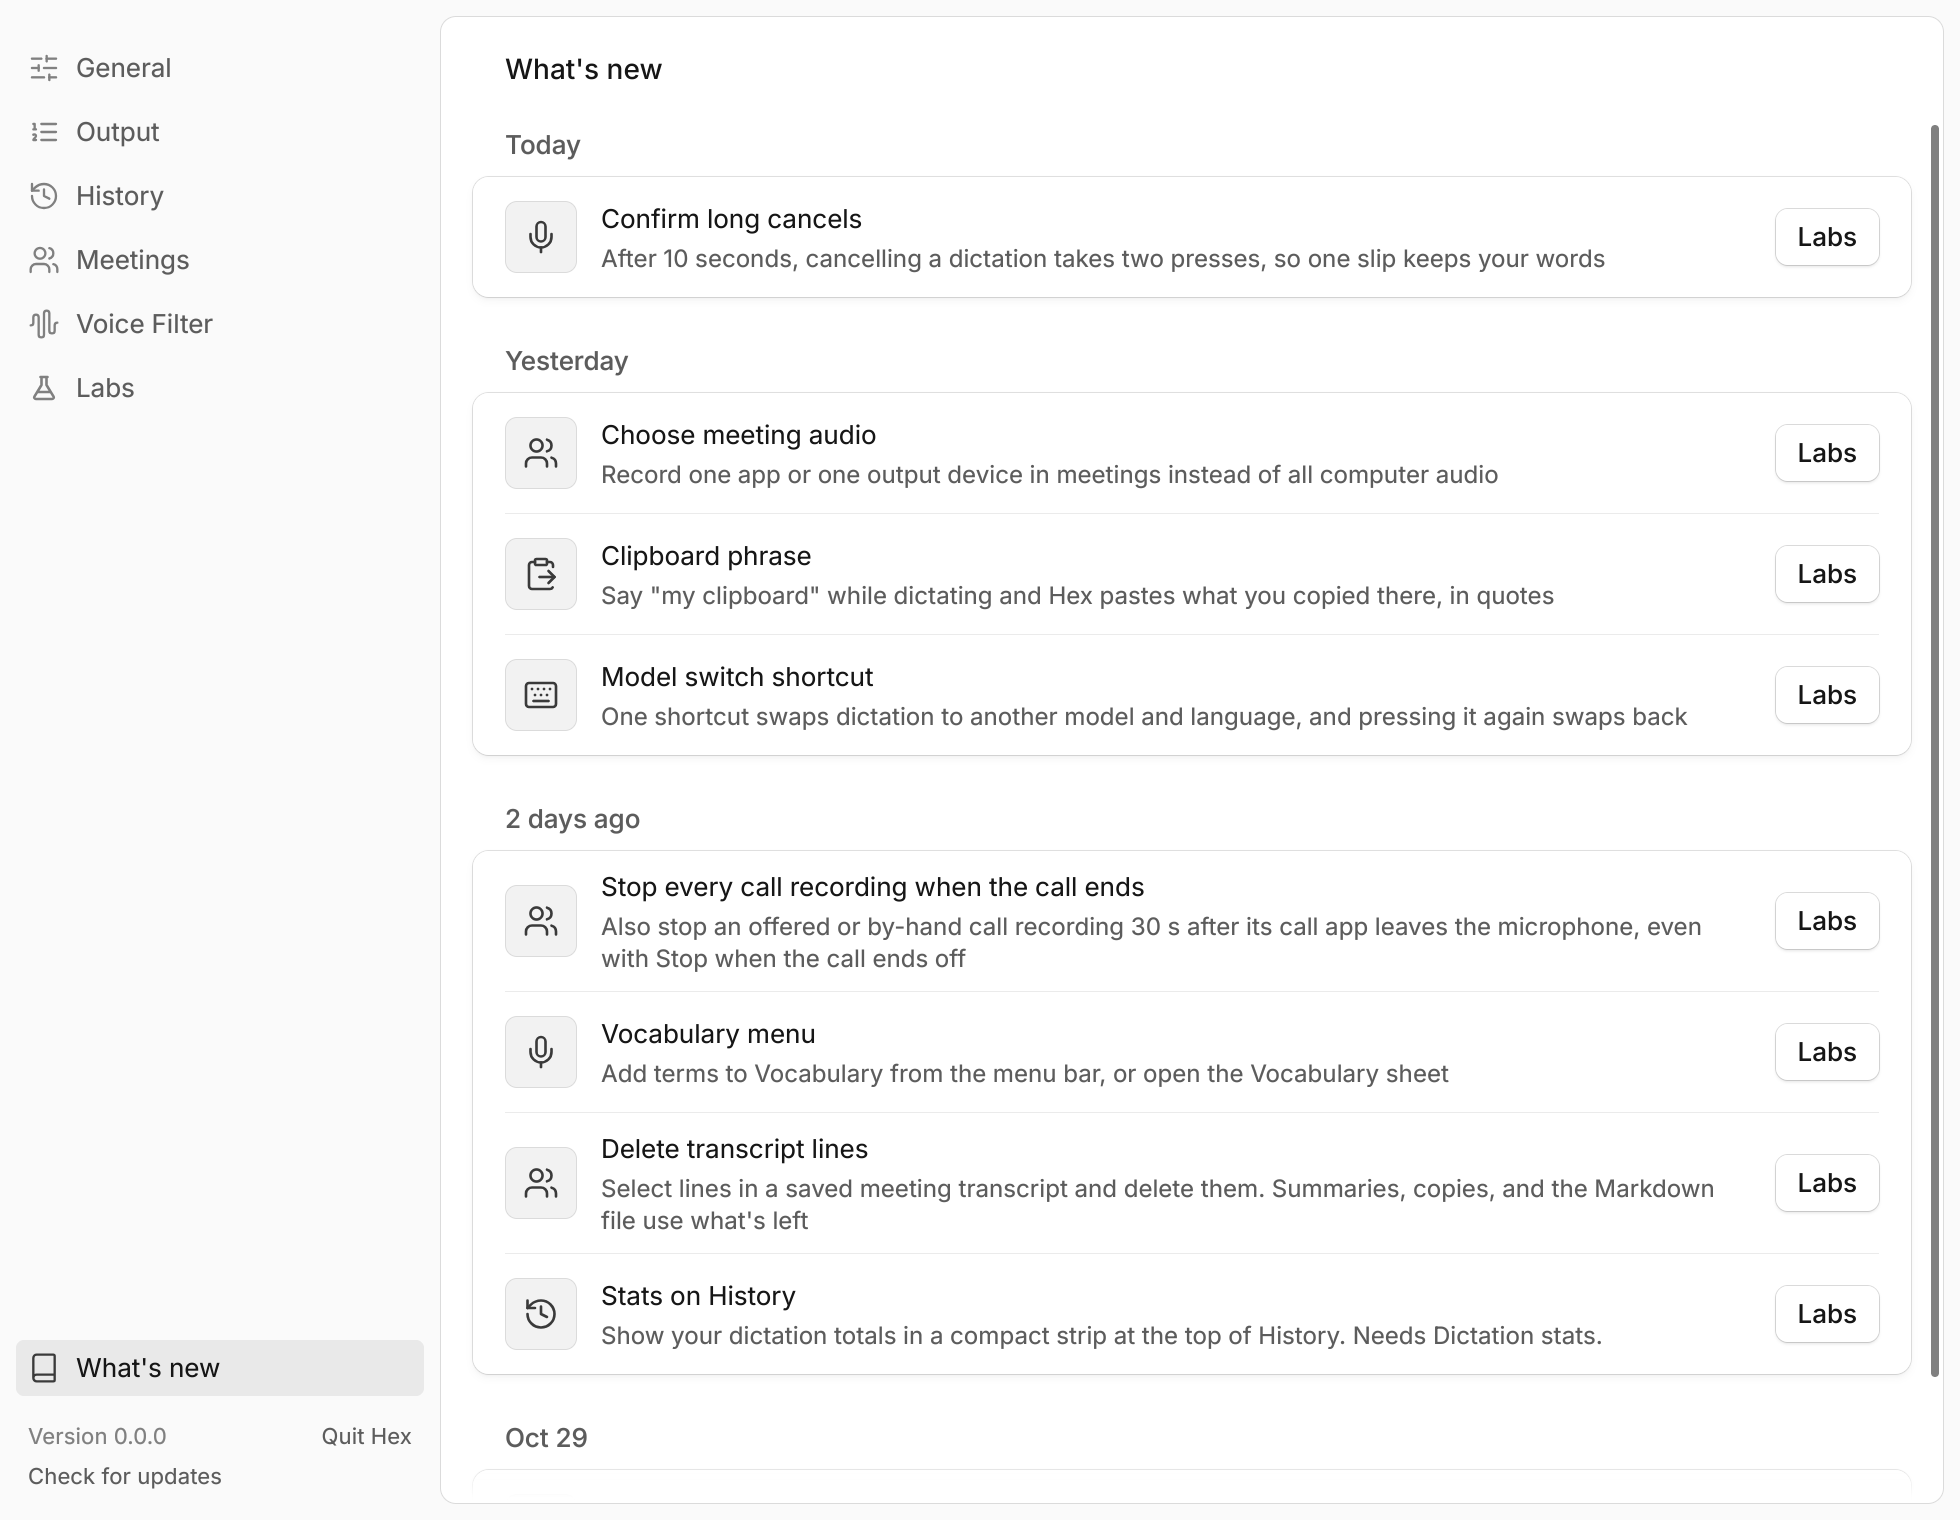 General
Output
History
Meetings
Voice Filter
Labs
What's new
Version 0.0.0
Quit Hex
Check for updates
What's new
Today
Confirm long cancels
After 10 seconds, cancelling a dictation takes two presses, so one slip keeps your words
Labs
Yesterday
Choose meeting audio
Record one app or one output device in meetings instead of all computer audio
Labs
Clipboard phrase
Say "my clipboard" while dictating and Hex pastes what you copied there, in quotes
Labs
Model switch shortcut
One shortcut swaps dictation to another model and language, and pressing it again swaps back
Labs
2 days ago
Stop every call recording when the call ends
Also stop an offered or by-hand call recording 30 s after its call app leaves the microphone, even
with Stop when the call ends off
Labs
Vocabulary menu
Add terms to Vocabulary from the menu bar, or open the Vocabulary sheet
Labs
Delete transcript lines
Select lines in a saved meeting transcript and delete them. Summaries, copies, and the Markdown
file use what's left
Labs
Stats on History
Show your dictation totals in a compact strip at the top of History. Needs Dictation stats.
Labs
Oct 29